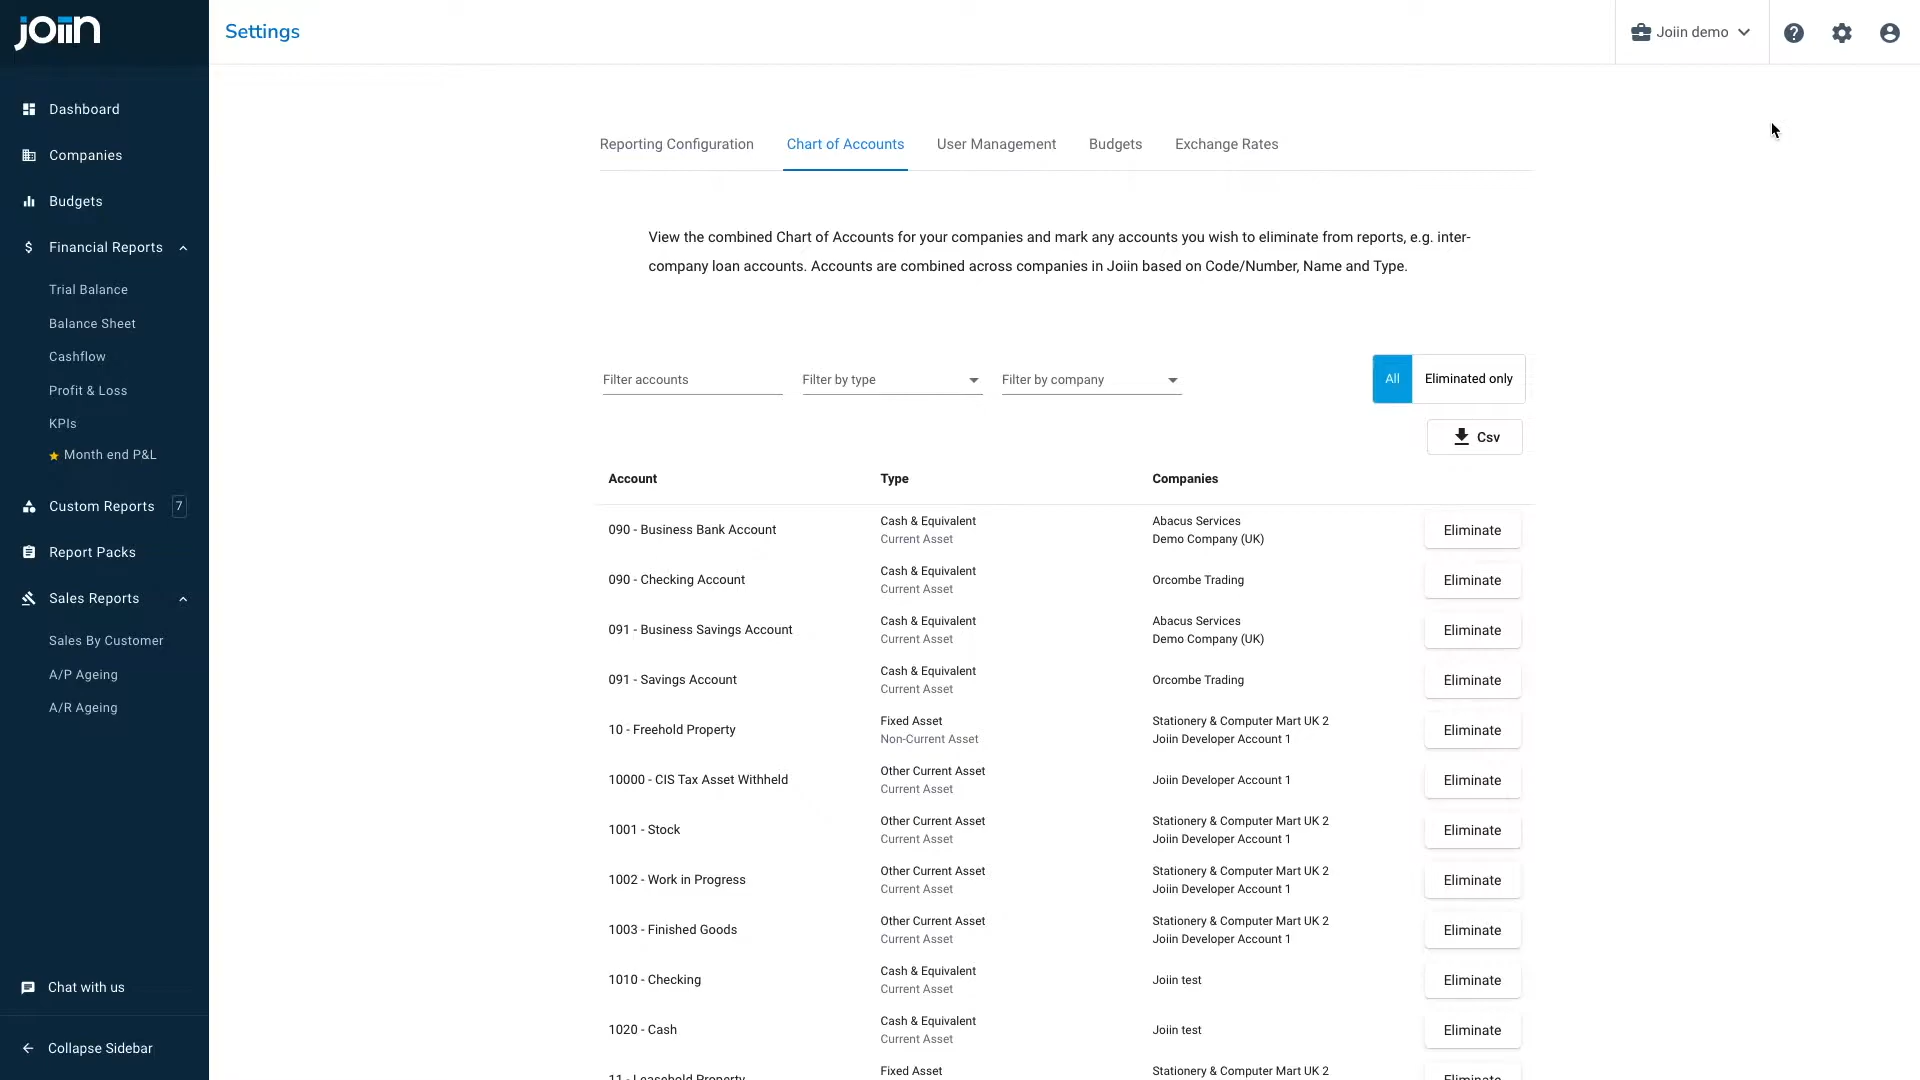 joiin
Settings
Joiin demo
Dashboard
Companies
Budgets
Financial Reports
Trial Balance
Balance Sheet
Cashflow
Profit & Loss
KPIs
Month end P&L
Custom Reports 7
Report Packs
Sales Reports
Sales By Customer
A/P Ageing
A/R Ageing
Chat with us
Collapse Sidebar
Reporting Configuration Chart of Accounts User Management Budgets Exchange Rates
View the combined Chart of Accounts for your companies and mark any accounts you wish to eliminate from reports, e.g. inter-
company loan accounts. Accounts are combined across companies in Joiin based on Code/Number, Name and Type.
Filter accounts Filter by type Filter by company All Eliminated only
Csv
Account Type Companies
090 - Business Bank Account Cash & Equivalent Abacus Services Eliminate
Current Asset Demo Company (UK)
090 - Checking Account Cash & Equivalent Orcombe Trading Eliminate
Current Asset
091 - Business Savings Account Cash & Equivalent Abacus Services Eliminate
Current Asset Demo Company (UK)
091 - Savings Account Cash & Equivalent Orcombe Trading Eliminate
Current Asset
10 - Freehold Property Fixed Asset Stationery & Computer Mart UK 2 Eliminate
Non-Current Asset Joiin Developer Account 1
10000 - CIS Tax Asset Withheld Other Current Asset Joiin Developer Account 1 Eliminate
Current Asset
1001 - Stock Other Current Asset Stationery & Computer Mart UK 2 Eliminate
Current Asset Joiin Developer Account 1
1002 - Work in Progress Other Current Asset Stationery & Computer Mart UK 2 Eliminate
Current Asset Joiin Developer Account 1
1003 - Finished Goods Other Current Asset Stationery & Computer Mart UK 2 Eliminate
Current Asset Joiin Developer Account 1
1010 - Checking Cash & Equivalent Joiin test Eliminate
Current Asset
1020 - Cash Cash & Equivalent Joiin test Eliminate
Current Asset
11 - Leasehold Property Fixed Asset Stationery & Computer Mart UK 2 Eliminate